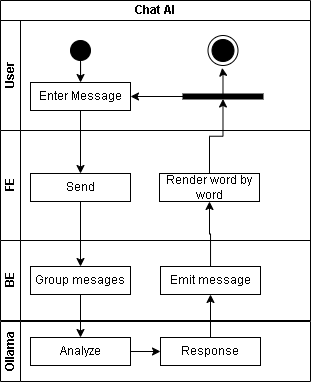 Chat AI
User
Enter Message
FE
Send
Render word by
word
BE
Group mesages
Emit message
Ollama
Analyze
Response